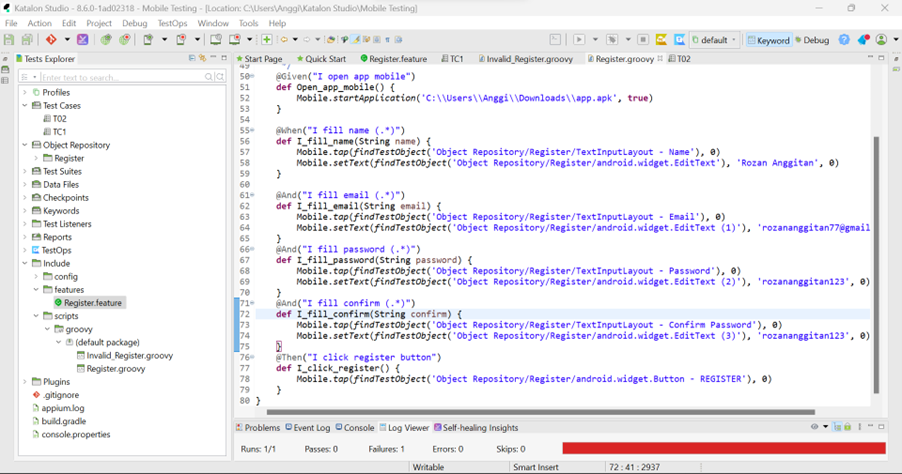 Katalon Studio - 8.6.0-1ad02318 - Mobile Testing - [Location: C:\Users\Anggi\Katalon Studio\Mobile Testing]
File Action Edit Project Debug TestOps Window Tools Help
default Keyword Debug
Tests Explorer
Enter text to search...
Profiles
Test Cases
T02
TC1
Object Repository
Register
Test Suites
Data Files
Checkpoints
Keywords
Test Listeners
Reports
TestOps
Include
config
features
Register.feature
scripts
groovy
(default package)
Invalid_Register.groovy
Register.groovy
Plugins
.gitignore
appium.log
build.gradle
console.properties
Start Page Quick Start Register.feature TC1 Invalid_Register.groovy Register.groovy T02
49
50 @Given("I open app mobile")
51 def Open_app_mobile() {
52 Mobile.startApplication('C:\\Users\\Anggi\\Downloads\\app.apk', true)
53 }
54
55 @When("I fill name (.*)")
56 def I_fill_name(String name) {
57 Mobile.tap(findTestObject('Object Repository/Register/TextInputLayout - Name'), 0)
58 Mobile.setText(findTestObject('Object Repository/Register/android.widget.EditText'), 'Rozan Anggitan', 0)
59 }
60
61 @And("I fill email (.*)")
62 def I_fill_email(String email) {
63 Mobile.tap(findTestObject('Object Repository/Register/TextInputLayout - Email'), 0)
64 Mobile.setText(findTestObject('Object Repository/Register/android.widget.EditText (1)'), 'rozananggitan77@gmail
65 }
66 @And("I fill password (.*)")
67 def I_fill_password(String password) {
68 Mobile.tap(findTestObject('Object Repository/Register/TextInputLayout - Password'), 0)
69 Mobile.setText(findTestObject('Object Repository/Register/android.widget.EditText (2)'), 'rozananggitan123', 0)
70 }
71 @And("I fill confirm (.*)")
72 def I_fill_confirm(String confirm) {
73 Mobile.tap(findTestObject('Object Repository/Register/TextInputLayout - Confirm Password'), 0)
74 Mobile.setText(findTestObject('Object Repository/Register/android.widget.EditText (3)'), 'rozananggitan123', 0)
75 }
76 @Then("I click register button")
77 def I_click_register() {
78 Mobile.tap(findTestObject('Object Repository/Register/android.widget.Button - REGISTER'), 0)
79 }
80 }
Problems Event Log Console Log Viewer Self-healing Insights
Runs: 1/1 Passes: 0 Failures: 1 Errors: 0 Skips: 0
Writable Smart Insert 72 : 41 : 2937